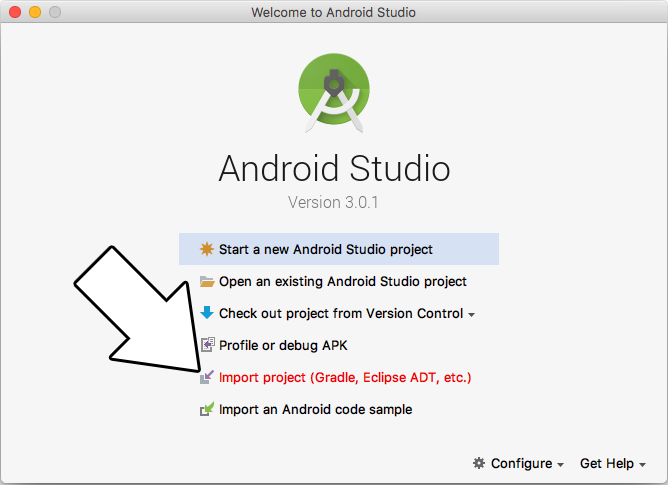 Welcome to Android Studio
Android Studio
Version 3.0.1
Start a new Android Studio project
Open an existing Android Studio project
Check out project from Version Control
Profile or debug APK
Import project (Gradle, Eclipse ADT, etc.)
Import an Android code sample
Configure Get Help